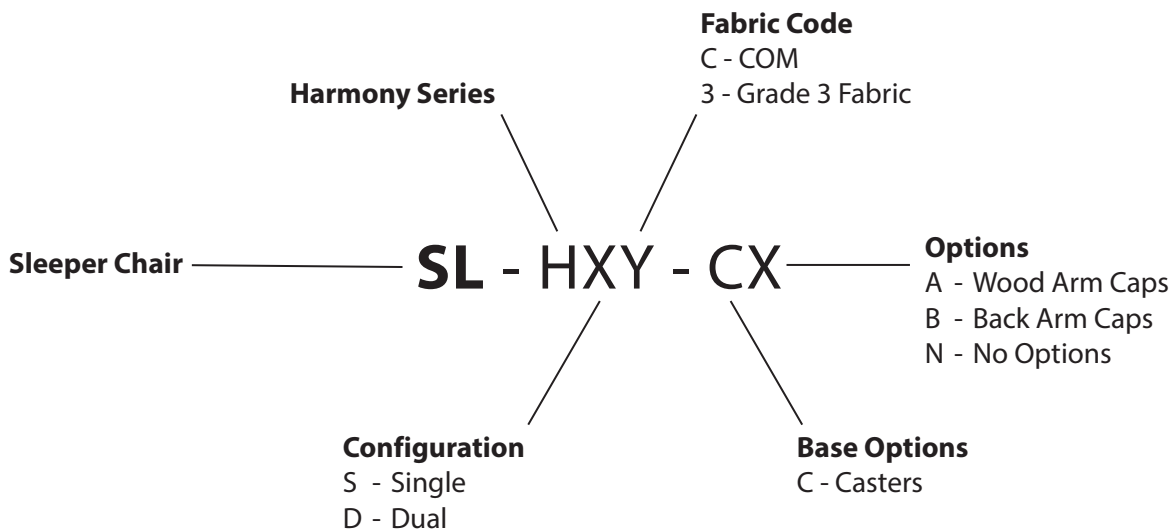 Fabric Code
C - COM
3 - Grade 3 Fabric
Harmony Series
Sleeper Chair
SL - HXY - CX
Options
A - Wood Arm Caps
B - Back Arm Caps
N - No Options
Configuration
S - Single
D - Dual
Base Options
C - Casters